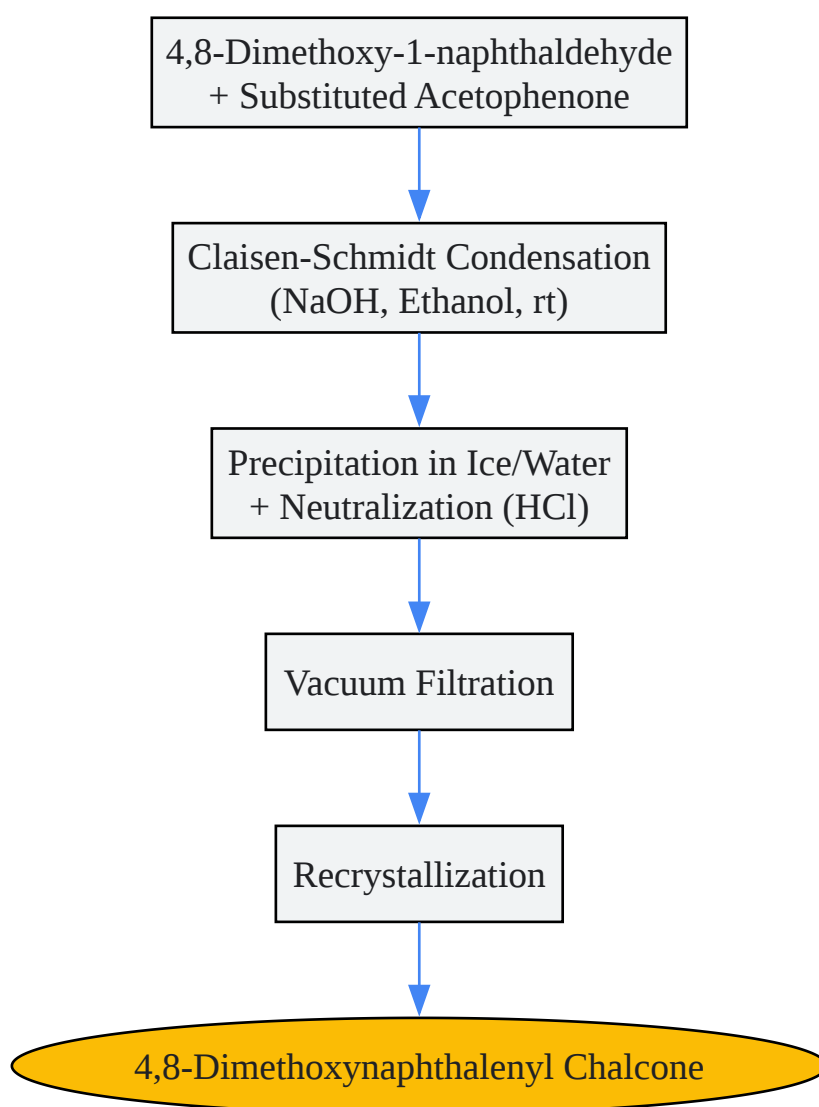 4,8-Dimethoxy-1-naphthaldehyde
+ Substituted Acetophenone
Claisen-Schmidt Condensation
(NaOH, Ethanol, rt)
Precipitation in Ice/Water
+ Neutralization (HCl)
Vacuum Filtration
Recrystallization
4,8-Dimethoxynaphthalenyl Chalcone